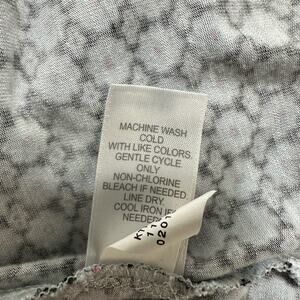 MACHINE WASH
COLD
WITH LIKE COLORS.
GENTLE CYCLE
ONLY
NON-CHLORINE
BLEACH IF NEEDED
LINE DRY.
COOL IRON IF
NEEDED